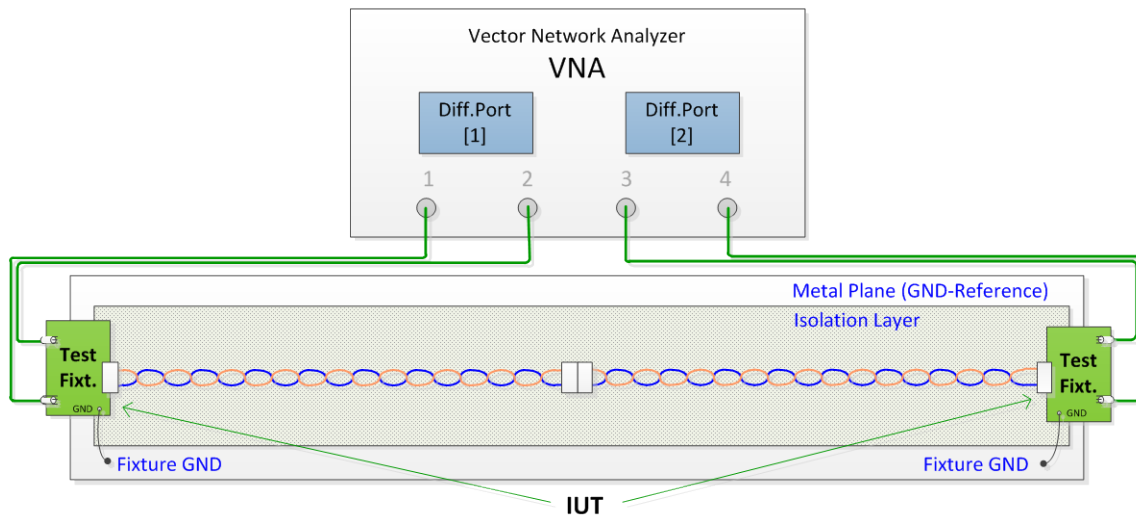 Vector Network Analyzer
VNA
Diff.Port
[1]
Diff.Port
[2]
1
2
3
4
Metal Plane (GND-Reference)
Isolation Layer
Test
Fixt.
GND
Test
Fixt.
GND
Fixture GND
Fixture GND
IUT